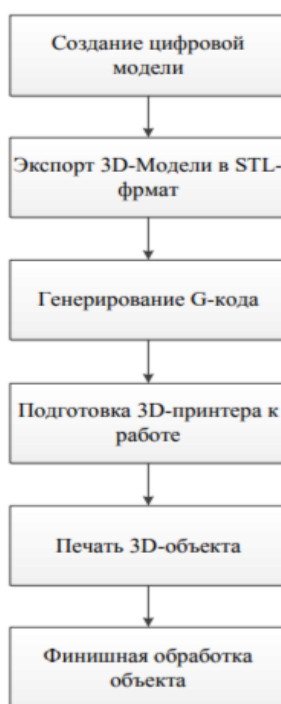 Создание цифровой
модели
Экспорт 3D-Модели в STL-
фрмат
Генерирование G-кода
Подготовка 3D-принтера к
работе
Печать 3D-объекта
Финишная обработка
объекта